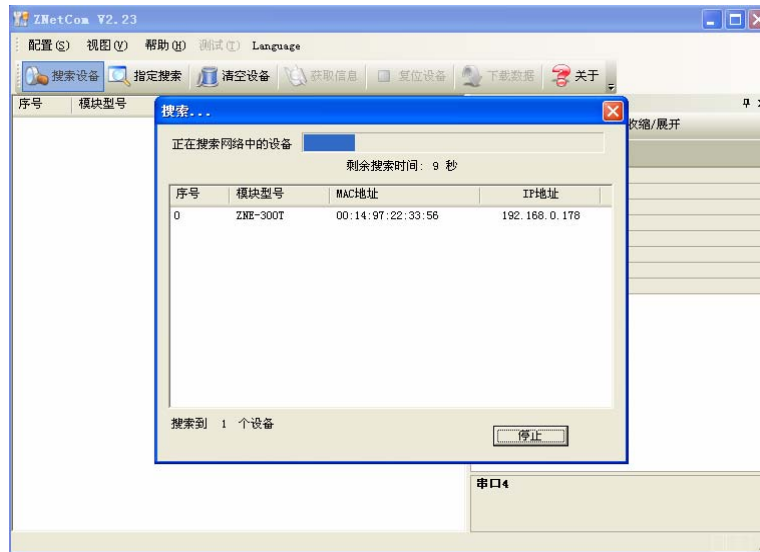 ZNetCom V2.23
配置(S) 视图(V) 帮助(H) 测试(T) Language
搜索设备 指定搜索 清空设备 获取信息 复位设备 下载数据 关于
序号 模块型号
收缩/展开
搜索...
正在搜索网络中的设备
剩余搜索时间: 9 秒
序号 模块型号 MAC地址 IP地址
0 ZNE-300T 00:14:97:22:33:56 192.168.0.178
搜索到 1 个设备
停止
串口4